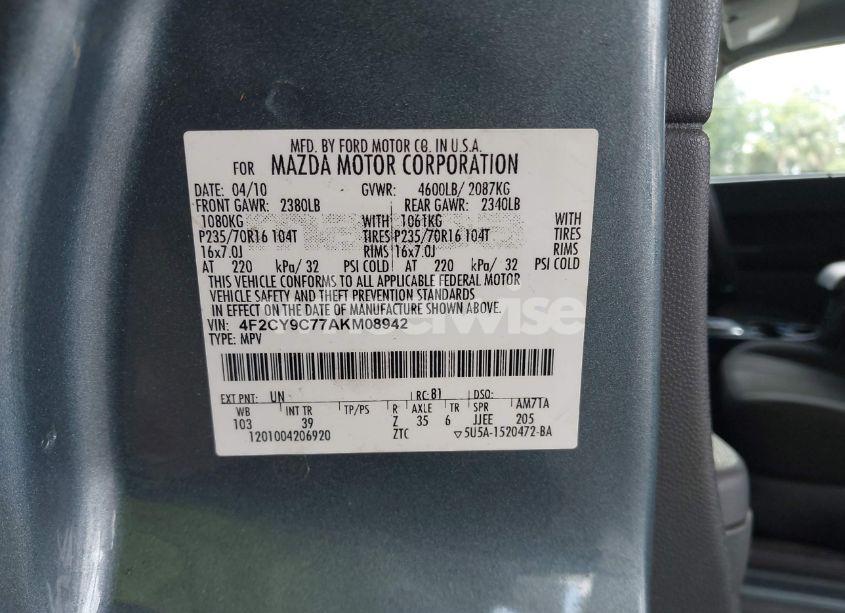 MFD. BY FORD MOTOR CO. IN U.S.A.
FOR MAZDA MOTOR CORPORATION
DATE: 04/10 GVWR: 4600LB/ 2087KG
FRONT GAWR: 2380LB REAR GAWR: 2340LB
1080KG WITH 1061KG WITH
P235/70R16 104T TIRES P235/70R16 104T TIRES
16x7.0J RIMS 16x7.0J RIMS
AT 220 kPa/ 32 PSI COLD AT 220 kPa/ 32 PSI COLD
THIS VEHICLE CONFORMS TO ALL APPLICABLE FEDERAL MOTOR
VEHICLE SAFETY AND THEFT PREVENTION STANDARDS
IN EFFECT ON THE DATE OF MANUFACTURE SHOWN ABOVE.
VIN: 4F2CY9C77AKM08942
TYPE: MPV
EXT PNT: UN RC: 81 DSO:
WB INT TR TP/PS R AXLE TR SPR AM7TA
103 39 Z 35 6 JJEE 205
1201004206920 ZTC ▽5U5A-1520472-BA